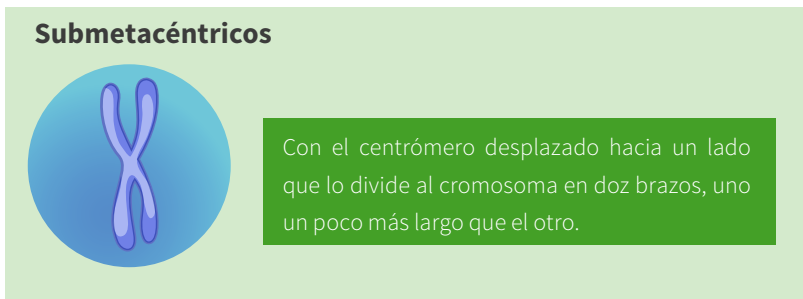 Submetacéntricos
Con el centrómero desplazado hacia un lado
que lo divide al cromosoma en doz brazos, uno
un poco más largo que el otro.